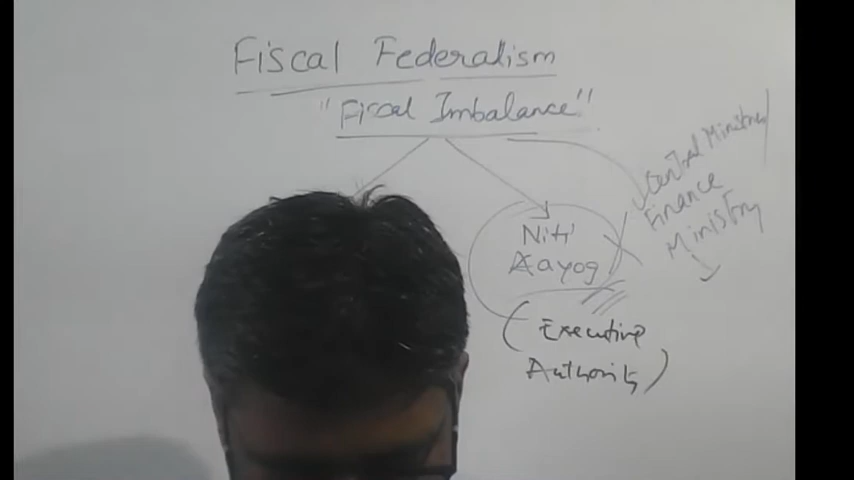 Fiscal Federalism
"Fiscal Imbalance"
Central Ministry/
Finance
Ministry
Niti
Aayog
(Executive
Authority)